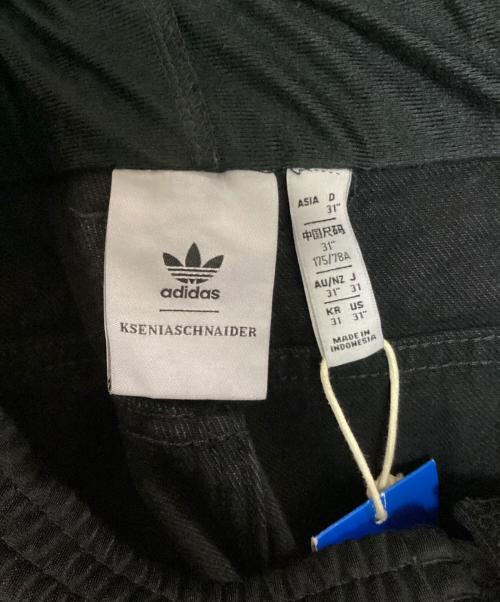 adidas
KSENIASCHNAIDER
ASIA D
31"
中国尺码
31"
175/78A
AU/NZ J
31" 31
KR US
31 31"
MADE IN
INDONESIA